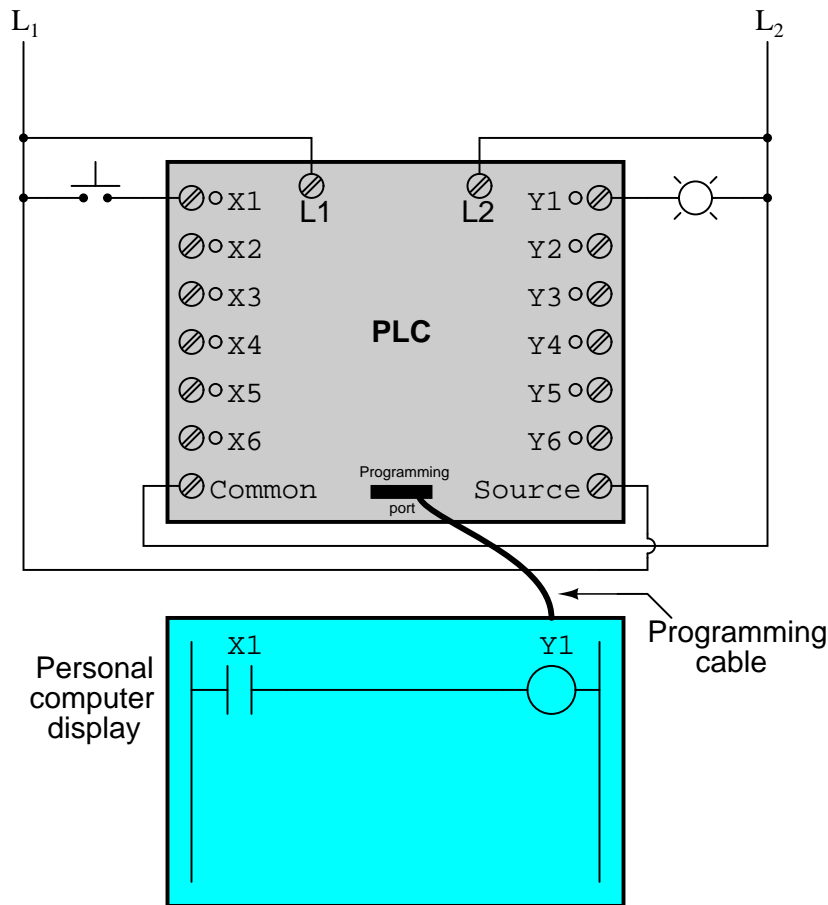 L1
L2
X1
L1
L2
Y1
X2
Y2
X3
Y3
PLC
X4
Y4
X5
Y5
X6
Y6
Common
Programming
port
Source
Programming
cable
Personal
computer
display
X1
Y1